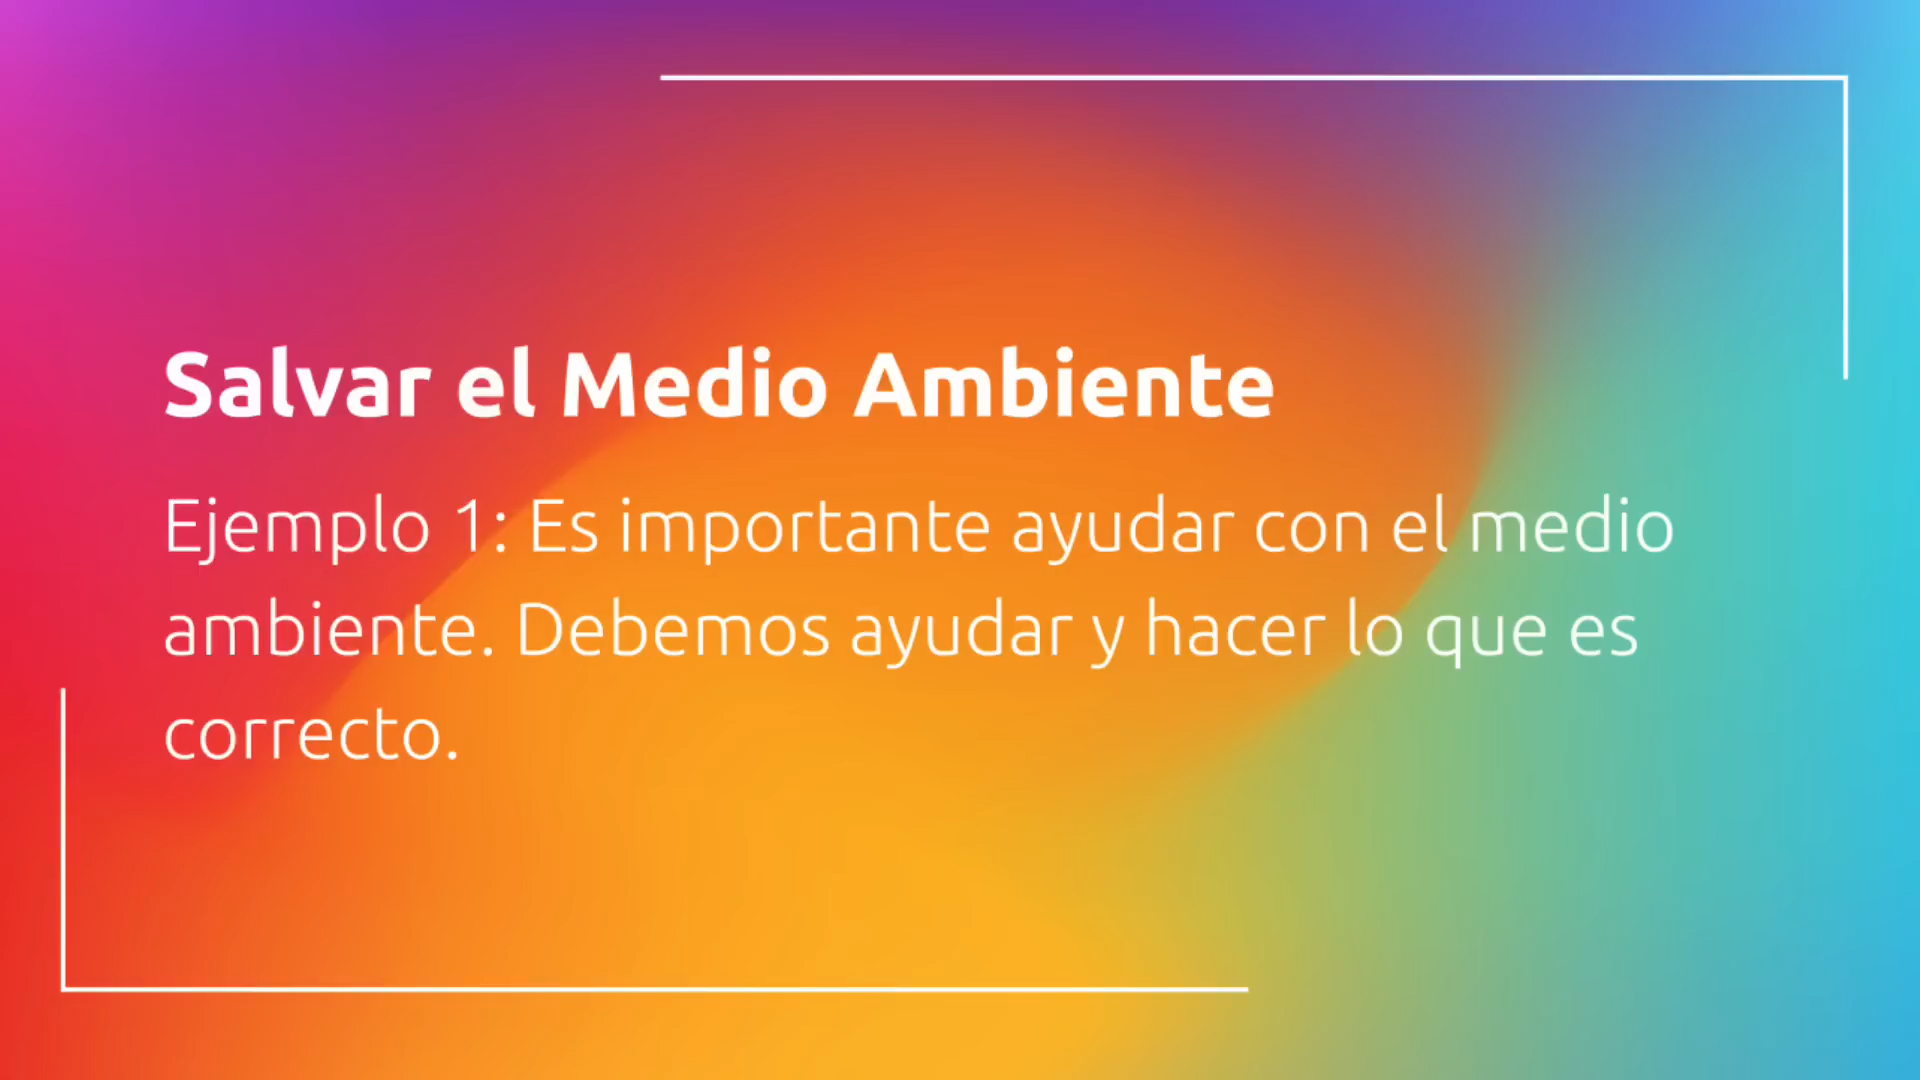 Salvar el Medio Ambiente
Ejemplo 1: Es importante ayudar con el medio
ambiente. Debemos ayudar y hacer lo que es
correcto.